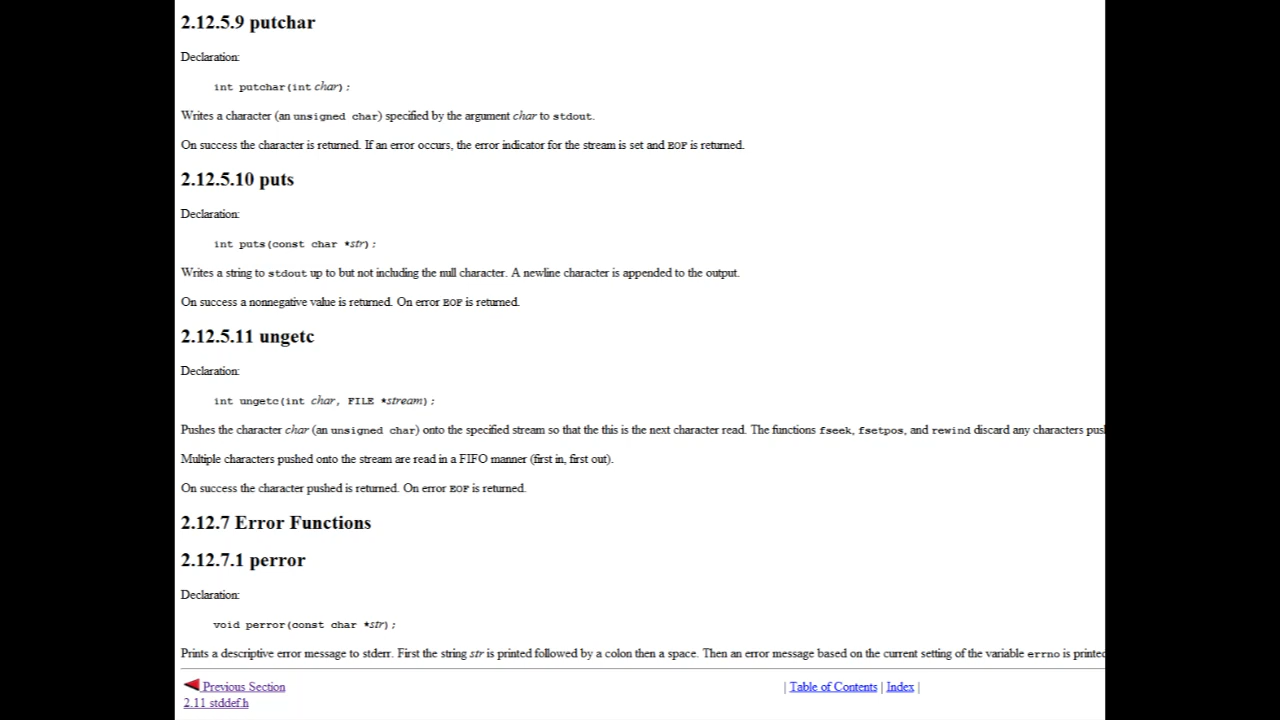 2.12.5.9 putchar
Declaration:
int putchar(int char);
Writes a character (an unsigned char) specified by the argument char to stdout.
On success the character is returned. If an error occurs, the error indicator for the stream is set and EOF is returned.
2.12.5.10 puts
Declaration:
int puts(const char *str);
Writes a string to stdout up to but not including the null character. A newline character is appended to the output.
On success a nonnegative value is returned. On error EOF is returned.
2.12.5.11 ungetc
Declaration:
int ungetc(int char, FILE *stream);
Pushes the character char (an unsigned char) onto the specified stream so that the this is the next character read. The functions fseek, fsetpos, and rewind discard any characters
Multiple characters pushed onto the stream are read in a FIFO manner (first in, first out).
On success the character pushed is returned. On error EOF is returned.
2.12.7 Error Functions
2.12.7.1 perror
Declaration:
void perror(const char *str);
Prints a descriptive error message to stderr. First the string str is printed followed by a colon then a space. Then an error message based on the current setting of the variable errno is printed
Previous Section | Table of Contents | Index |
2.11 stddef.h